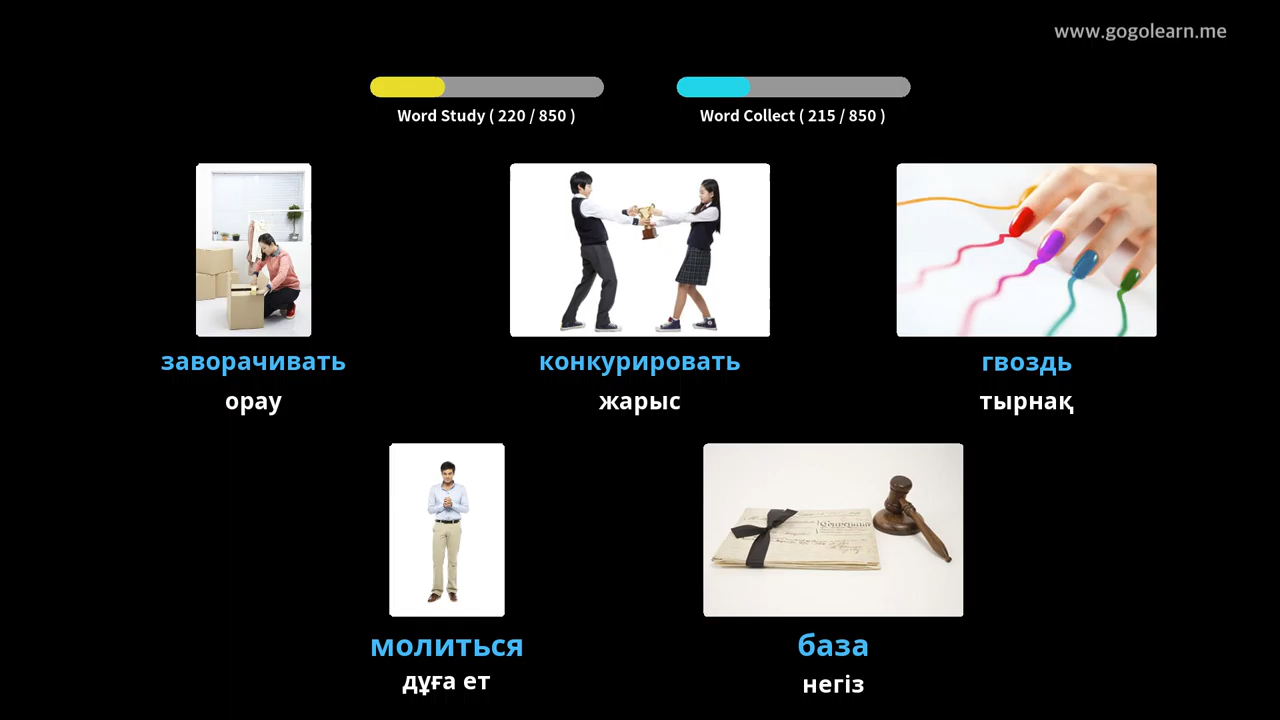 www.gogolearn.me
Word Study ( 220 / 850 )
Word Collect ( 215 / 850 )
заворачивать
орау
конкурировать
жарыс
гвоздь
тырнақ
молиться
дұға ет
база
негіз